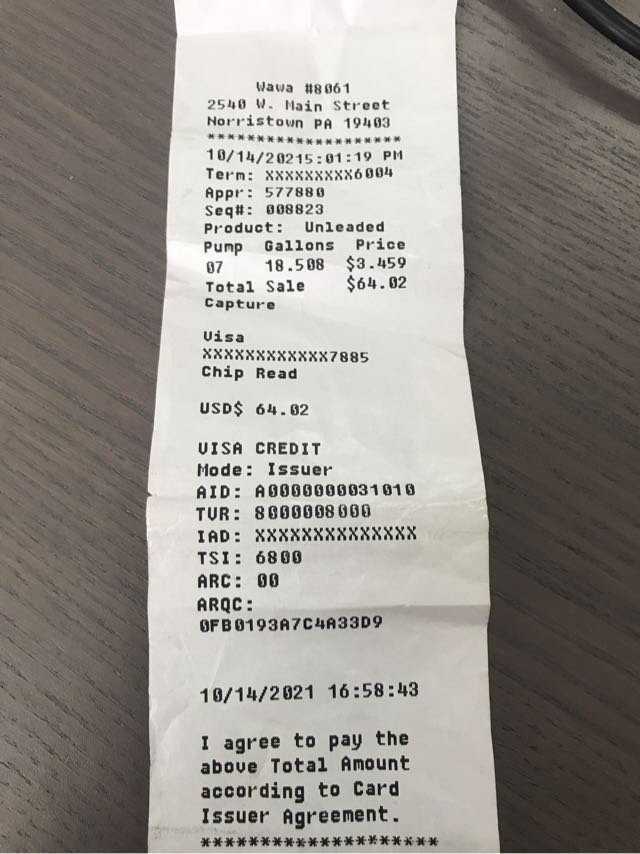 Wawa #8061
2540 W. Main Street
Norristown PA 19403
*******************
10/14/20215:01:19 PM
Term: XXXXXXXXX6004
Appr: 577880
Seq#: 008823
Product: Unleaded
Pump Gallons Price
07 18.508 $3.459
Total Sale $64.02
Capture
Visa
XXXXXXXXXXXX7885
Chip Read
USD$ 64.02
VISA CREDIT
Mode: Issuer
AID: A0000000031010
TVR: 8000008000
IAD: XXXXXXXXXXXXXX
TSI: 6800
ARC: 00
ARQC:
0FB0193A7C4A33D9
10/14/2021 16:58:43
I agree to pay the
above Total Amount
according to Card
Issuer Agreement.
*******************